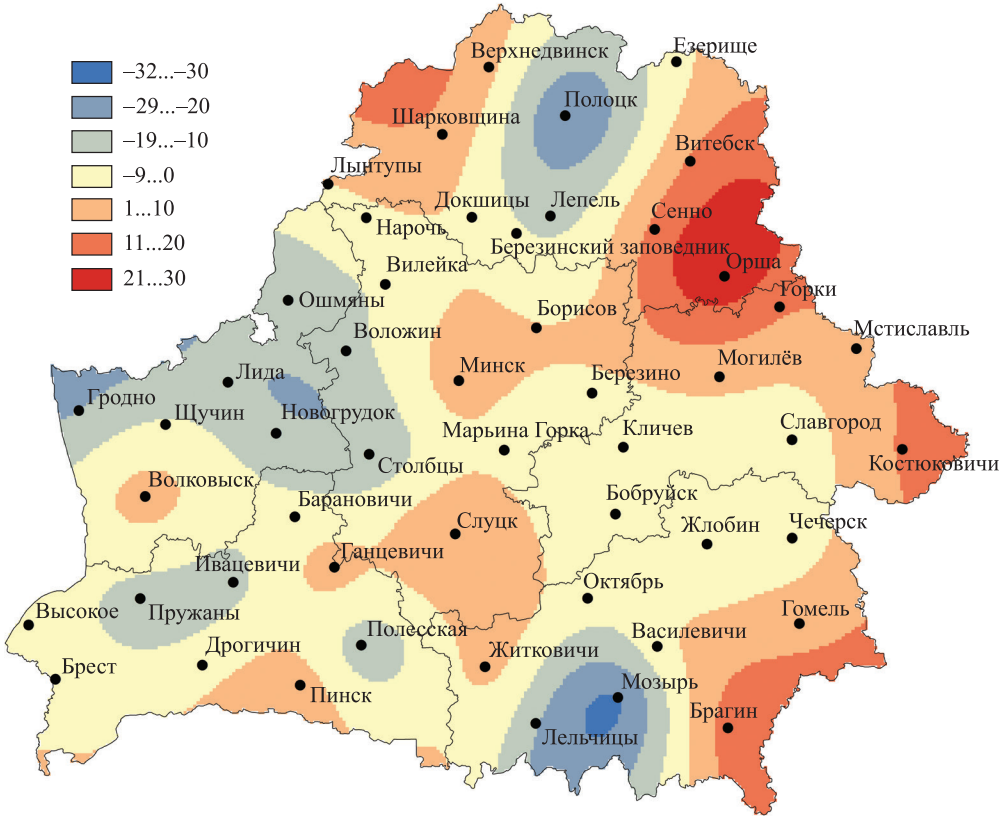 Верхнедвинск
Езерище
–32...–30
–29...–20
–19...–10
–9...0
1...10
11...20
21...30
Полоцк
Шарковщина
Витебск
Лынтупы
Докшицы
Лепель
Сенно
Нарочь
Березинский заповедник
Вилейка
Орша
Ошмяны
Борисов
Горки
Воложин
Мстиславль
Минск
Могилёв
Лида
Березино
Гродно
Щучин
Новогрудок
Марьина Горка
Кличев
Славгород
Столбцы
Костюковичи
Волковыск
Барановичи
Бобруйск
Слуцк
Жлобин
Чечерск
Ганцевичи
Ивацевичи
Октябрь
Высокое
Пружаны
Гомель
Полесская
Василевичи
Дрогичин
Житковичи
Брест
Пинск
Мозырь
Брагин
Лельчицы